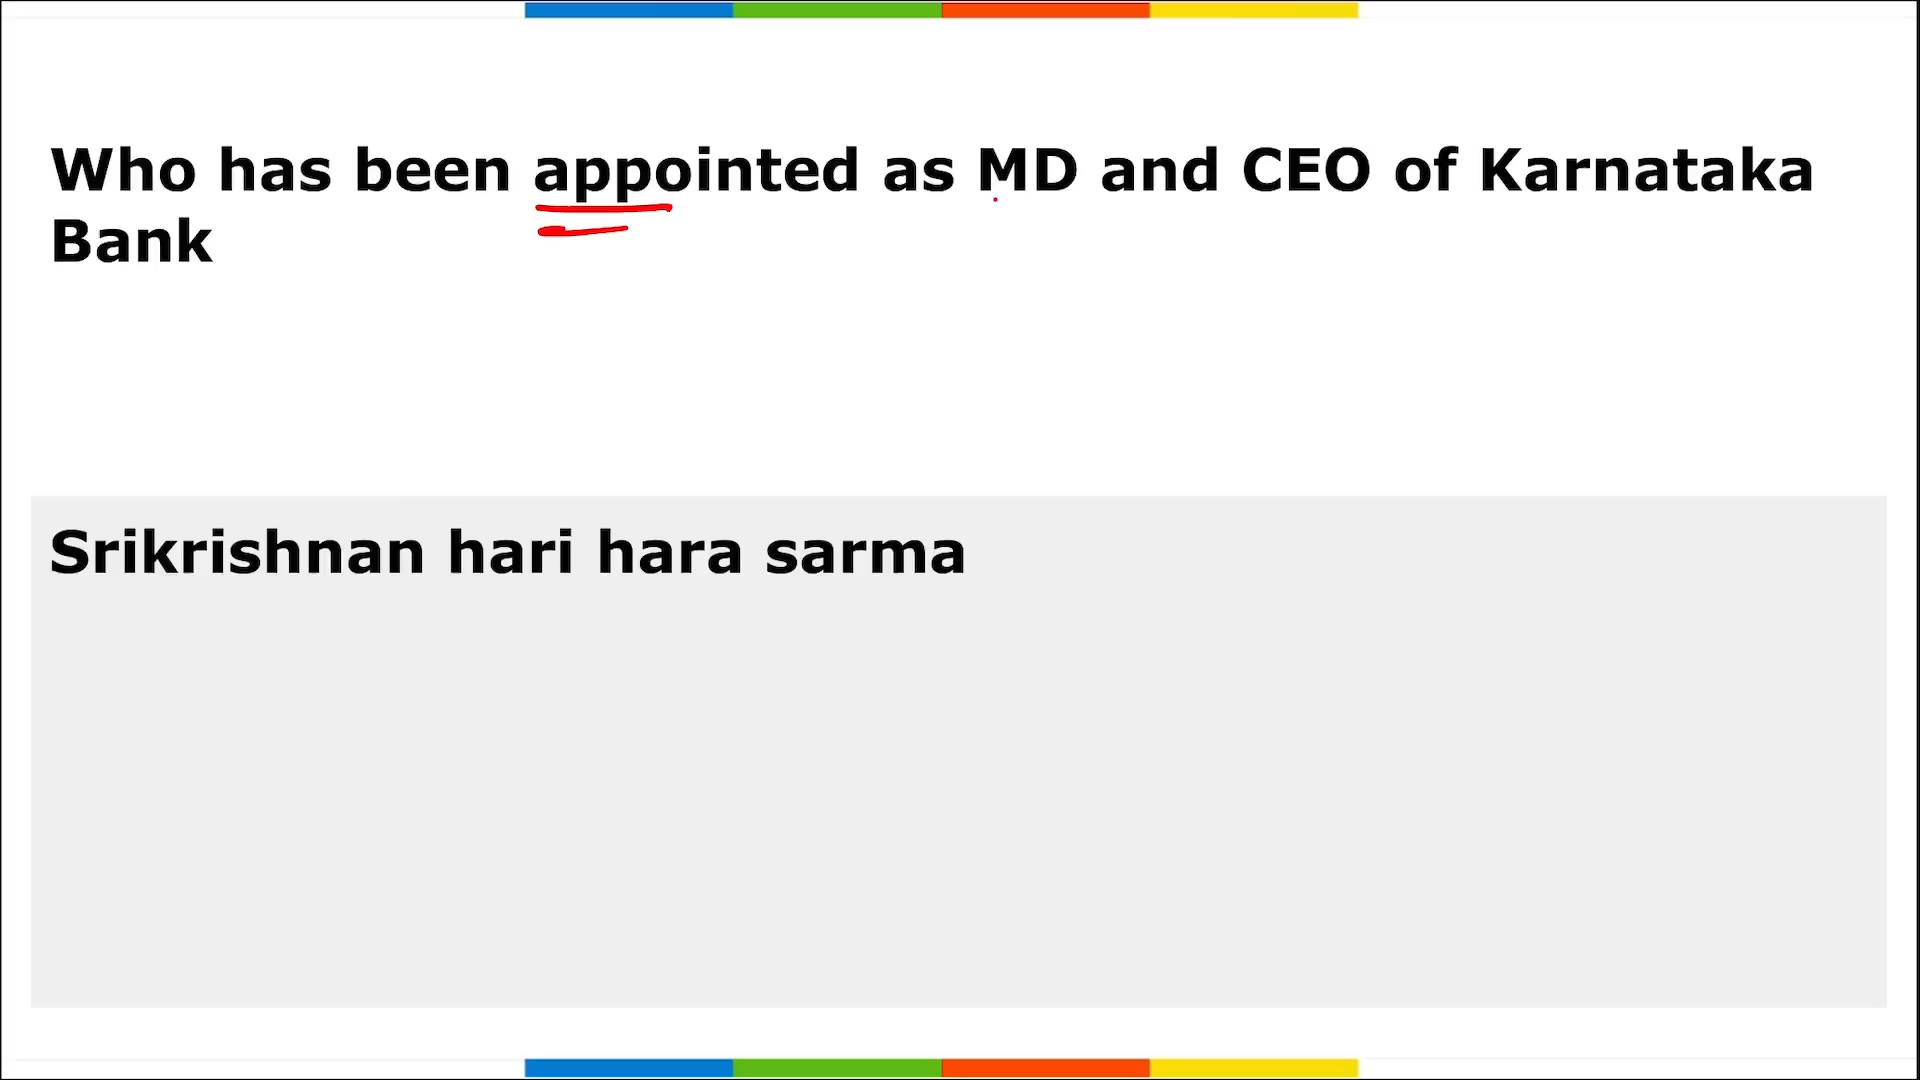 Who has been appointed as MD and CEO of Karnataka
Bank
Srikrishnan hari hara sarma